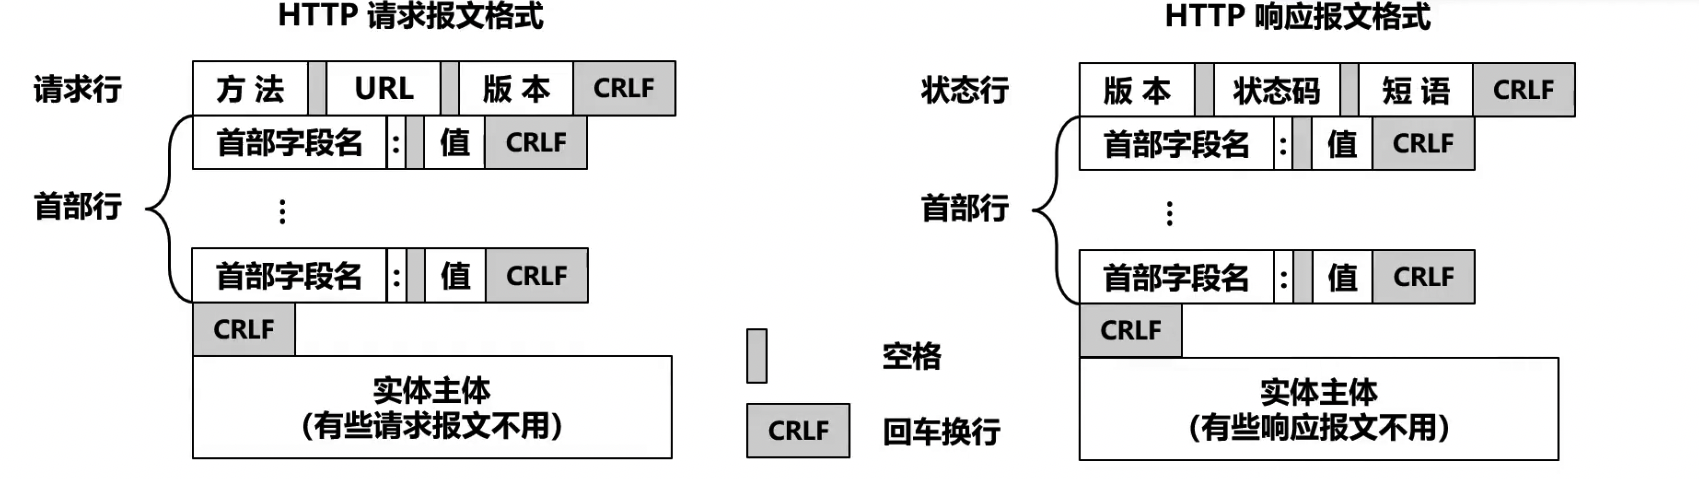 HTTP 请求报文格式
请求行 方 法 URL 版 本 CRLF
首部字段名 : 值 CRLF
首部行
⋮
首部字段名 : 值 CRLF
CRLF
实体主体
（有些请求报文不用）
空格
CRLF 回车换行
HTTP 响应报文格式
状态行 版 本 状态码 短 语 CRLF
首部字段名 : 值 CRLF
首部行
⋮
首部字段名 : 值 CRLF
CRLF
实体主体
（有些响应报文不用）